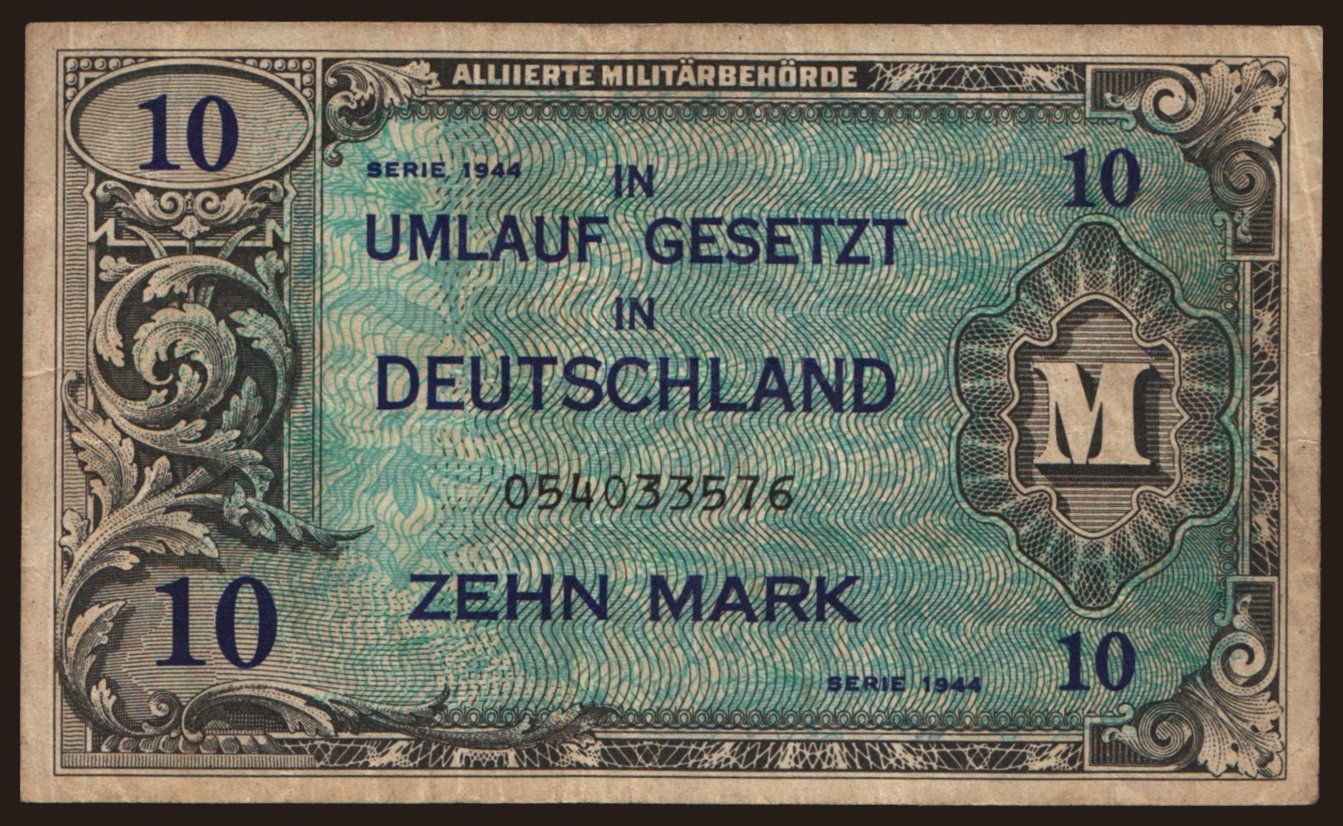 ALLIIERTE MILITÄRBEHÖRDE
10
10
SERIE 1944
IN
UMLAUF GESETZT
IN
DEUTSCHLAND
M
054033576
ZEHN MARK
10
10
SERIE 1944